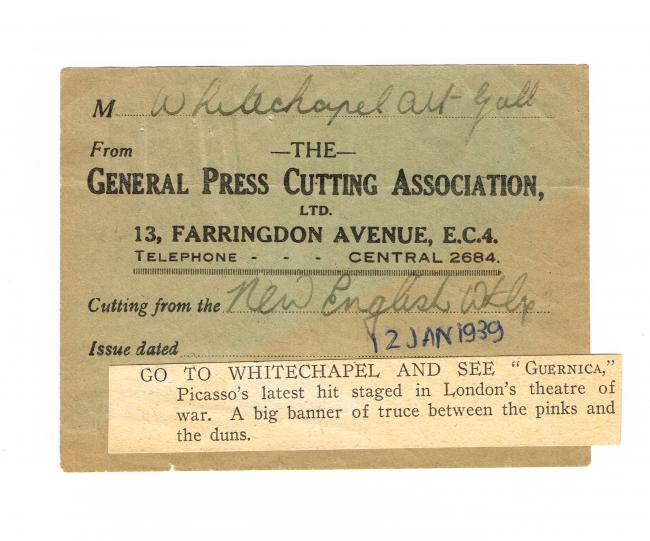 M Whitechapel Art Gall
From —THE—
GENERAL PRESS CUTTING ASSOCIATION,
LTD.
13, FARRINGDON AVENUE, E.C.4.
TELEPHONE - - - CENTRAL 2684.
Cutting from the New English Wkly
Issue dated 12 JAN 1939
GO TO WHITECHAPEL AND SEE “GUERNICA,”
Picasso’s latest hit staged in London’s theatre of
war. A big banner of truce between the pinks and
the duns.